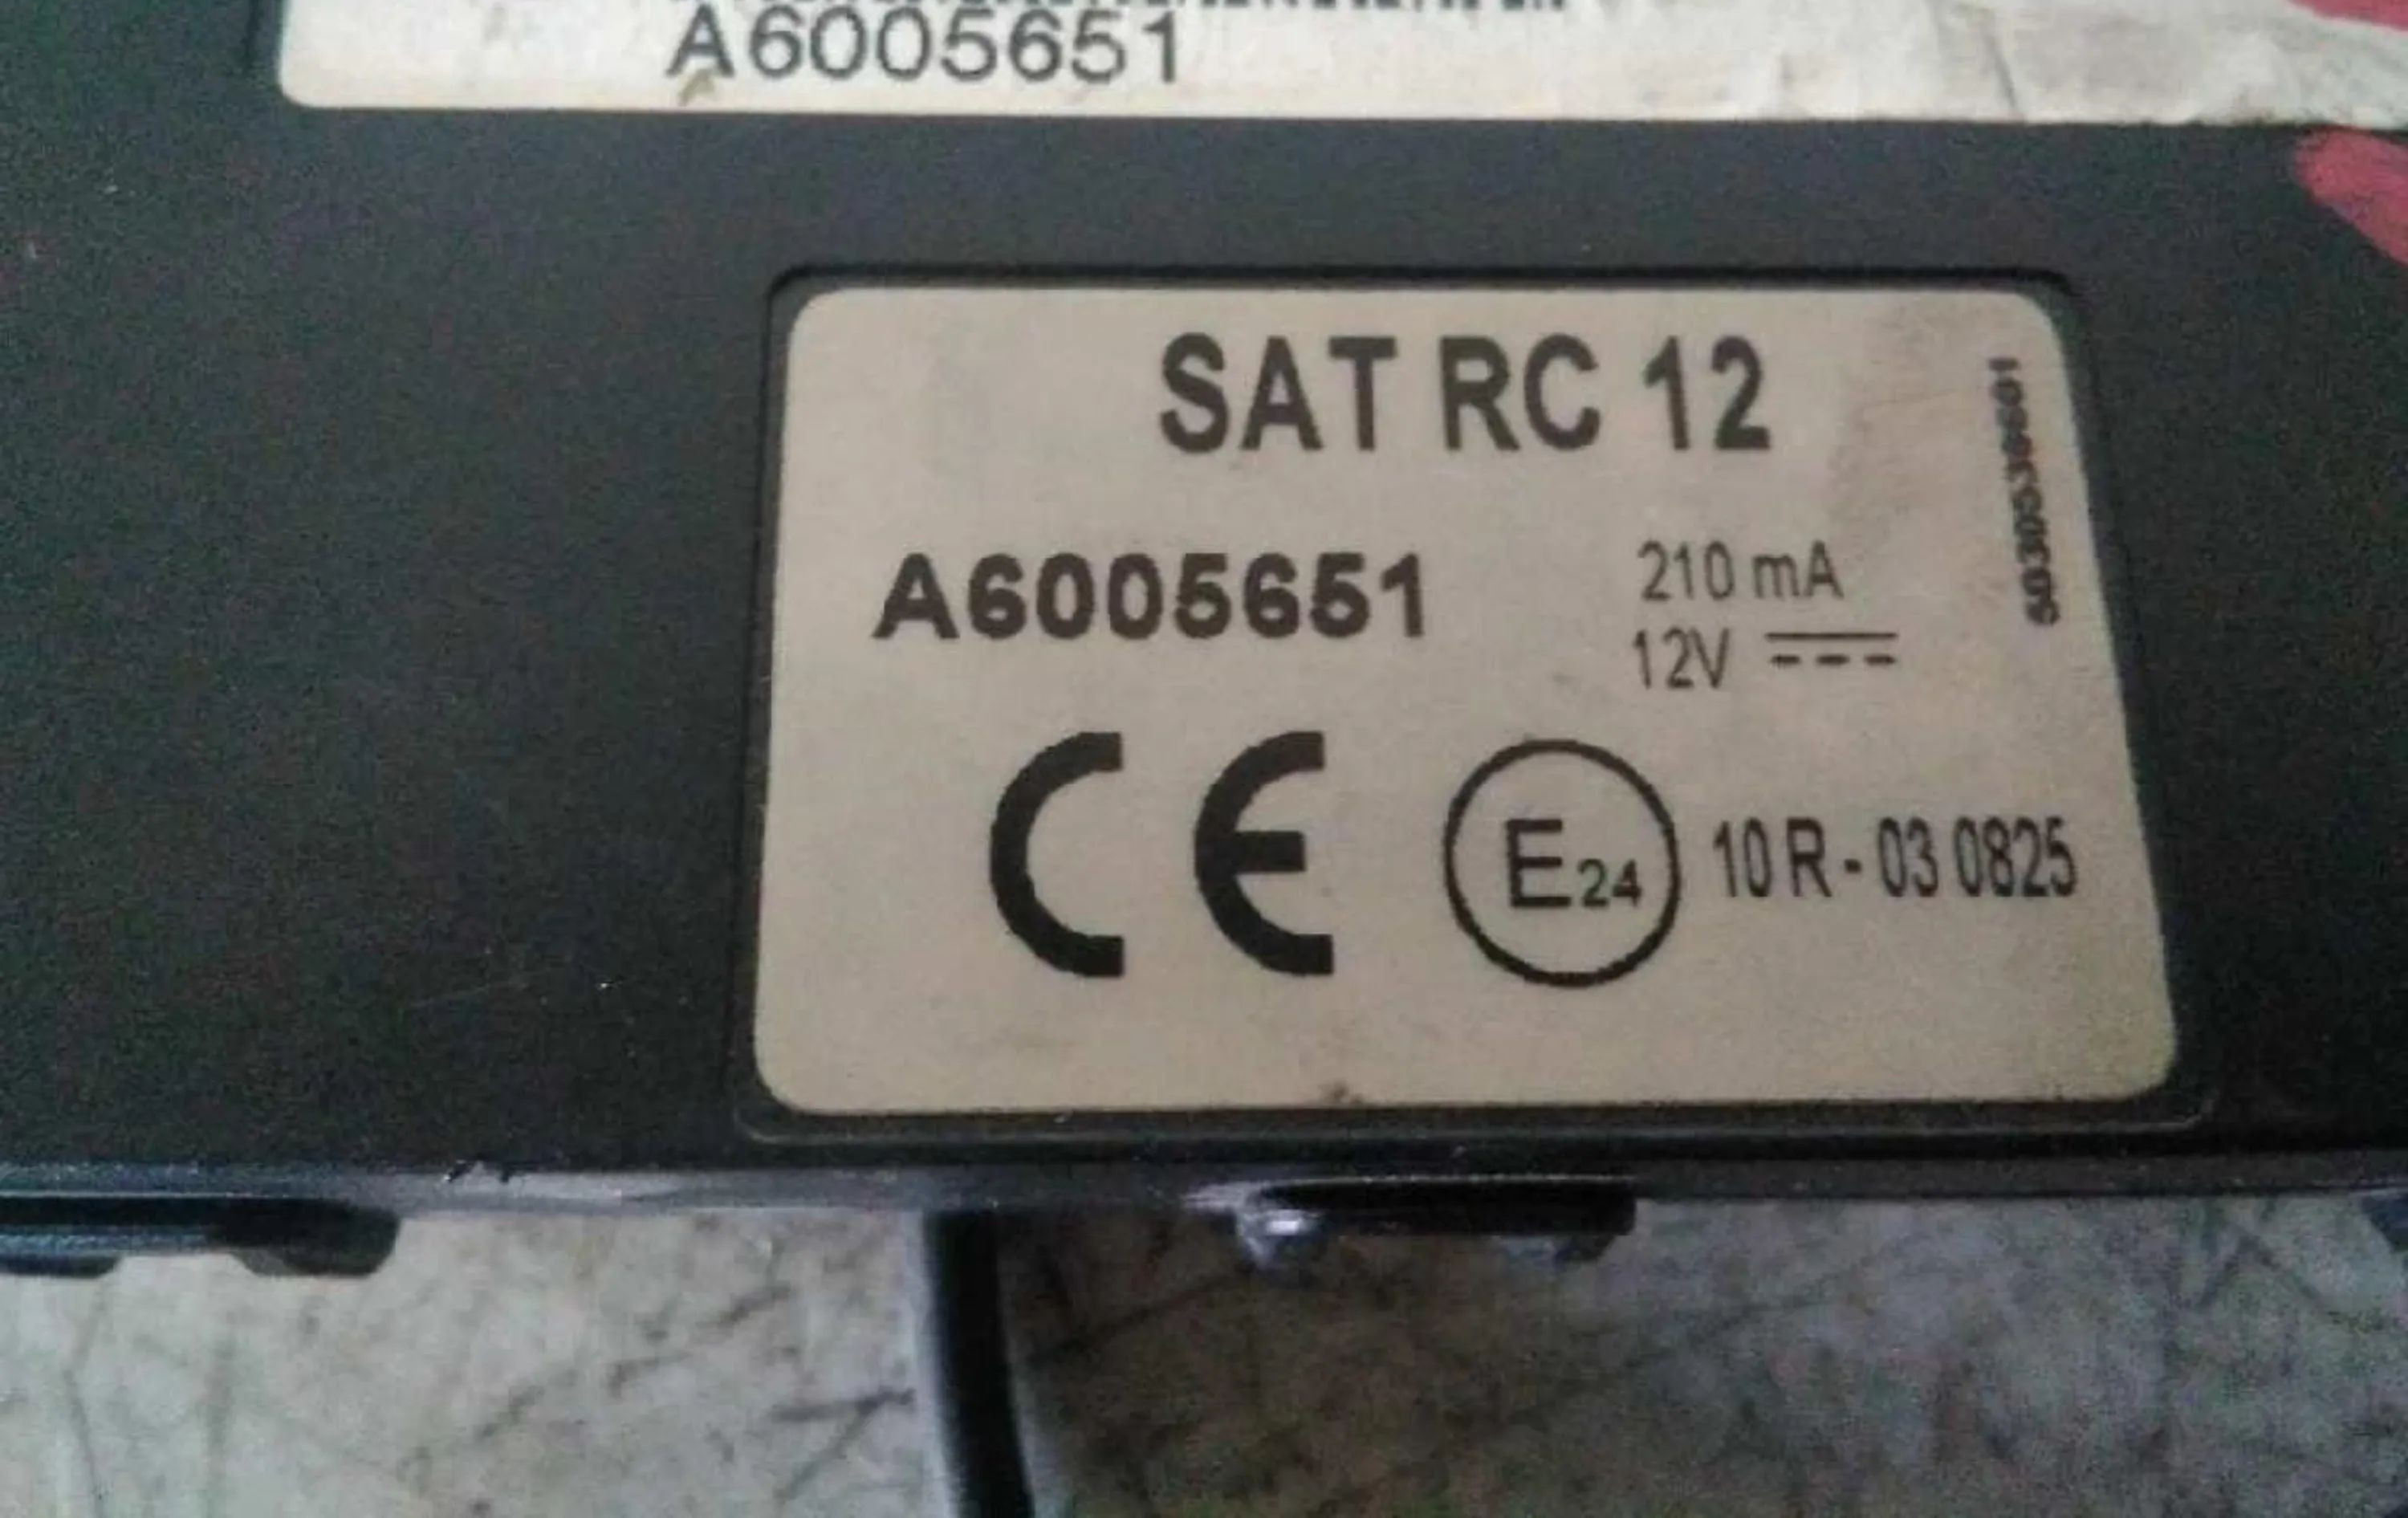 A6005651
SAT RC 12
A6005651
210 mA
12V
CE
E24
10 R - 03 0825